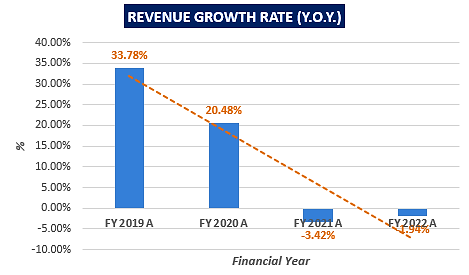 REVENUE GROWTH RATE (Y.O.Y.)
40.00%
35.00%
30.00%
25.00%
20.00%
15.00%
10.00%
5.00%
0.00%
-5.00%
-10.00%
%
33.78%
20.48%
-3.42%
-1.94%
FY 2019 A
FY 2020 A
FY 2021 A
FY 2022 A
Financial Year